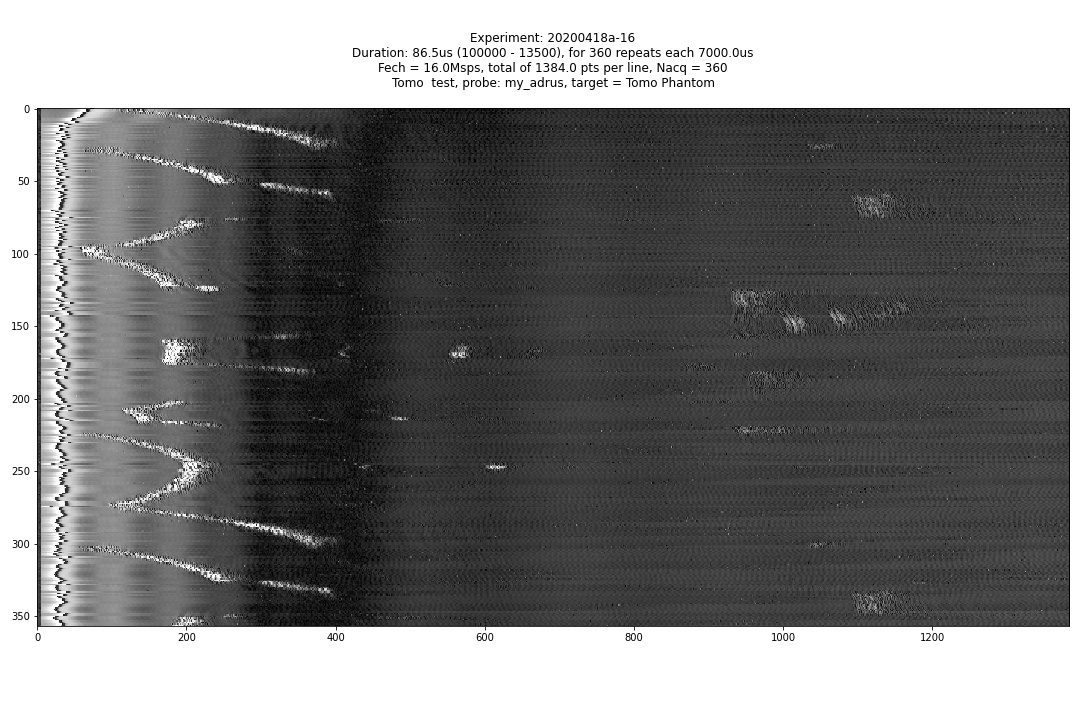 Experiment: 20200418a-16
Duration: 86.5us (100000 - 13500), for 360 repeats each 7000.0us
Fech = 16.0Msps, total of 1384.0 pts per line, Nacq = 360
Tomo  test, probe: my_adrus, target = Tomo Phantom
0
50
100
150
200
250
300
350
0 200 400 600 800 1000 1200